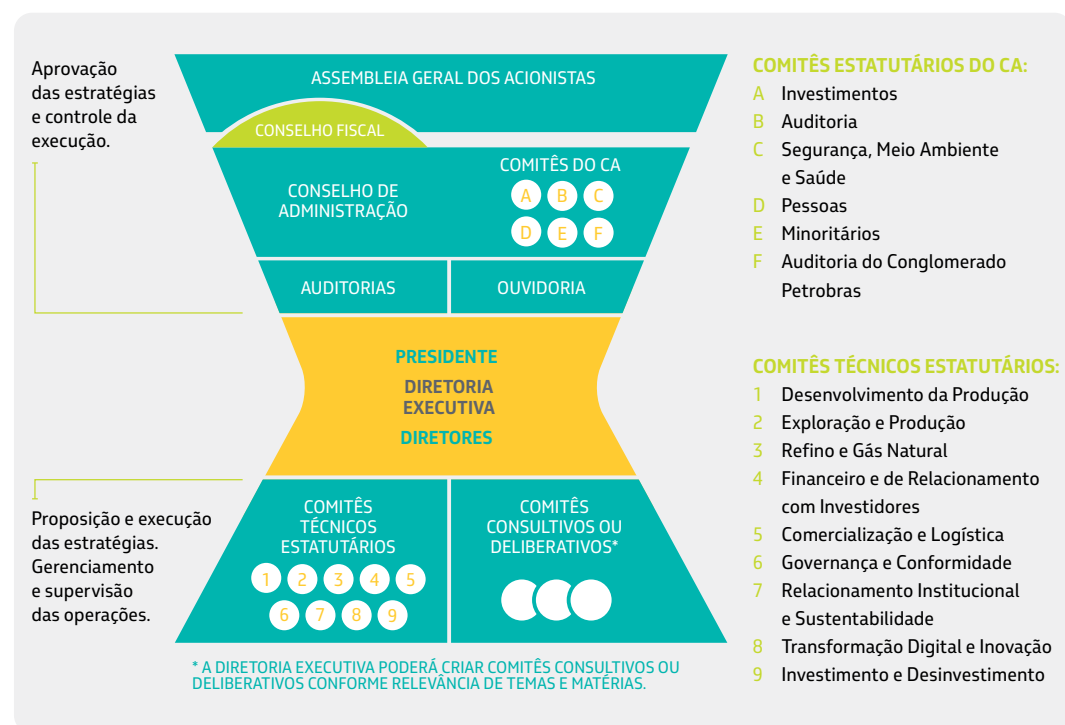 Aprovação
das estratégias
e controle da
execução.
ASSEMBLEIA GERAL DOS ACIONISTAS
CONSELHO FISCAL
CONSELHO DE
ADMINISTRAÇÃO
COMITÊS DO CA
A B C
D E F
AUDITORIAS
OUVIDORIA
PRESIDENTE
DIRETORIA
EXECUTIVA
DIRETORES
Proposição e execução
das estratégias.
Gerenciamento
e supervisão
das operações.
COMITÊS
TÉCNICOS
ESTATUTÁRIOS
1 2 3 4 5
6 7 8 9
COMITÊS
CONSULTIVOS OU
DELIBERATIVOS*
* A DIRETORIA EXECUTIVA PODERÁ CRIAR COMITÊS CONSULTIVOS OU
DELIBERATIVOS CONFORME RELEVÂNCIA DE TEMAS E MATÉRIAS.
COMITÊS ESTATUTÁRIOS DO CA:
A Investimentos
B Auditoria
C Segurança, Meio Ambiente
e Saúde
D Pessoas
E Minoritários
F Auditoria do Conglomerado
Petrobras
COMITÊS TÉCNICOS ESTATUTÁRIOS:
1 Desenvolvimento da Produção
2 Exploração e Produção
3 Refino e Gás Natural
4 Financeiro e de Relacionamento
com Investidores
5 Comercialização e Logística
6 Governança e Conformidade
7 Relacionamento Institucional
e Sustentabilidade
8 Transformação Digital e Inovação
9 Investimento e Desinvestimento